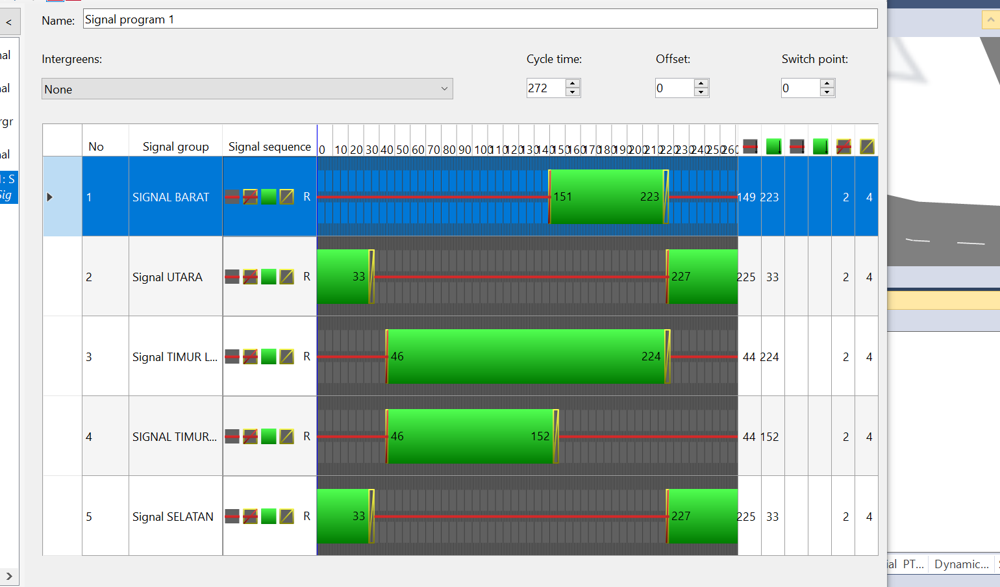 <
Name: Signal program 1
nal
Intergreens: Cycle time: Offset: Switch point:
None 272 0 0
nal
rgr
No Signal group Signal sequence 0 10 20 30 40 50 60 70 80 90 100 110 120 130 140 150 160 170 180 190 200 210 220 230 240 250 260
nal
1: S
Sig
1 SIGNAL BARAT R 151 223 149 223 2 4
2 Signal UTARA R 33 227 225 33 2 4
3 Signal TIMUR L... R 46 224 44 224 2 4
4 SIGNAL TIMUR... R 46 152 44 152 2 4
5 Signal SELATAN R 33 227 225 33 2 4
ial PT... Dynamic...
>